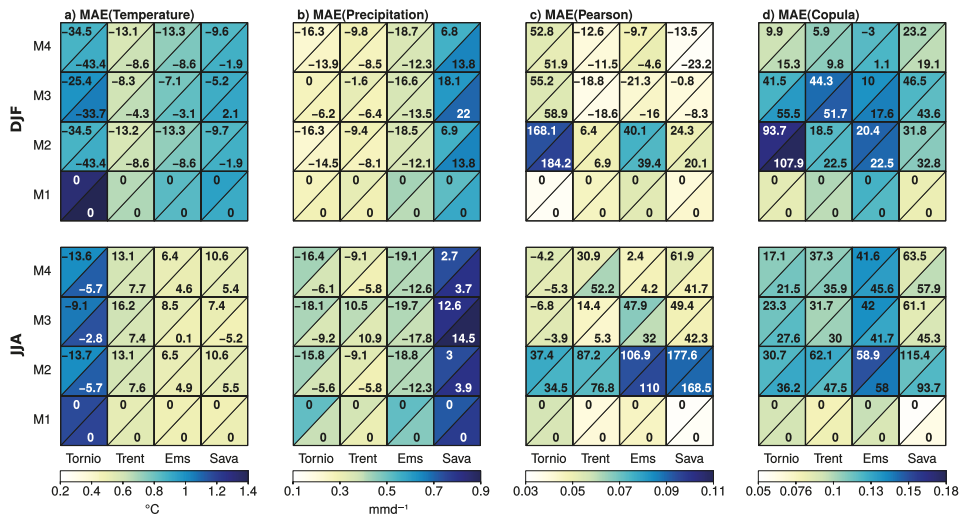 a) MAE(Temperature) b) MAE(Precipitation) c) MAE(Pearson) d) MAE(Copula)
−34.5 −13.1 −13.3 −9.6 −16.3 −9.8 −18.7 6.8 52.8 −12.6 −9.7 −13.5 9.9 5.9 −3 23.2
M4
−43.4 −8.6 −8.6 −1.9 −13.9 −8.5 −11.4 13.8 51.9 −11.5 −4.6 −23.2 15.3 9.8 1.1 19.1
−25.4 −8.3 −7.1 −5.2 0 −1.6 −16.6 18.1 55.2 −18.8 −21.3 −0.8 41.5 44.3 10 46.5
M3
−33.7 −4.3 −3.1 2.1 −6.2 −6.4 −13.5 22 58.9 −18.6 −16 −8.3 55.5 51.7 17.6 43.6
DJF
−34.5 −13.2 −13.3 −9.7 −16.3 −9.4 −18.5 6.9 168.1 6.4 40.1 24.3 93.7 18.5 20.4 31.8
M2
−43.4 −8.6 −8.6 −1.9 −14.5 −8.1 −12.1 13.8 184.2 6.9 39.4 20.1 107.9 22.5 22.5 32.8
0 0 0 0 0 0 0 0 0 0 0 0 0 0 0 0
M1
0 0 0 0 0 0 0 0 0 0 0 0 0 0 0 0
−13.6 13.1 6.4 10.6 −16.4 −9.1 −19.1 2.7 −4.2 30.9 2.4 61.9 17.1 37.3 41.6 63.5
M4
−5.7 7.7 4.6 5.4 −6.1 −5.8 −12.6 3.7 −5.3 52.2 4.2 41.7 21.5 35.9 45.6 57.9
−9.1 16.2 8.5 7.4 −18.1 10.5 −19.7 12.6 −6.8 14.4 47.9 49.4 23.3 31.7 42 61.1
M3
−2.8 7.4 0.1 −5.2 −9.2 10.9 −17.8 14.5 −3.9 5.3 32 42.3 27.6 30 41.7 45.3
JJA
−13.7 13.1 6.5 10.6 −15.8 −9.1 −18.8 3 37.4 87.2 106.9 177.6 30.7 62.1 58.9 115.4
M2
−5.7 7.6 4.9 5.5 −5.6 −5.8 −12.3 3.9 34.5 76.8 110 168.5 36.2 47.5 58 93.7
0 0 0 0 0 0 0 0 0 0 0 0 0 0 0 0
M1
0 0 0 0 0 0 0 0 0 0 0 0 0 0 0 0
Tornio Trent Ems Sava Tornio Trent Ems Sava Tornio Trent Ems Sava Tornio Trent Ems Sava
0.2 0.4 0.6 0.8 1 1.2 1.4 0.1 0.3 0.5 0.7 0.9 0.03 0.05 0.07 0.09 0.11 0.05 0.076 0.1 0.13 0.15 0.18
°C mmd⁻¹